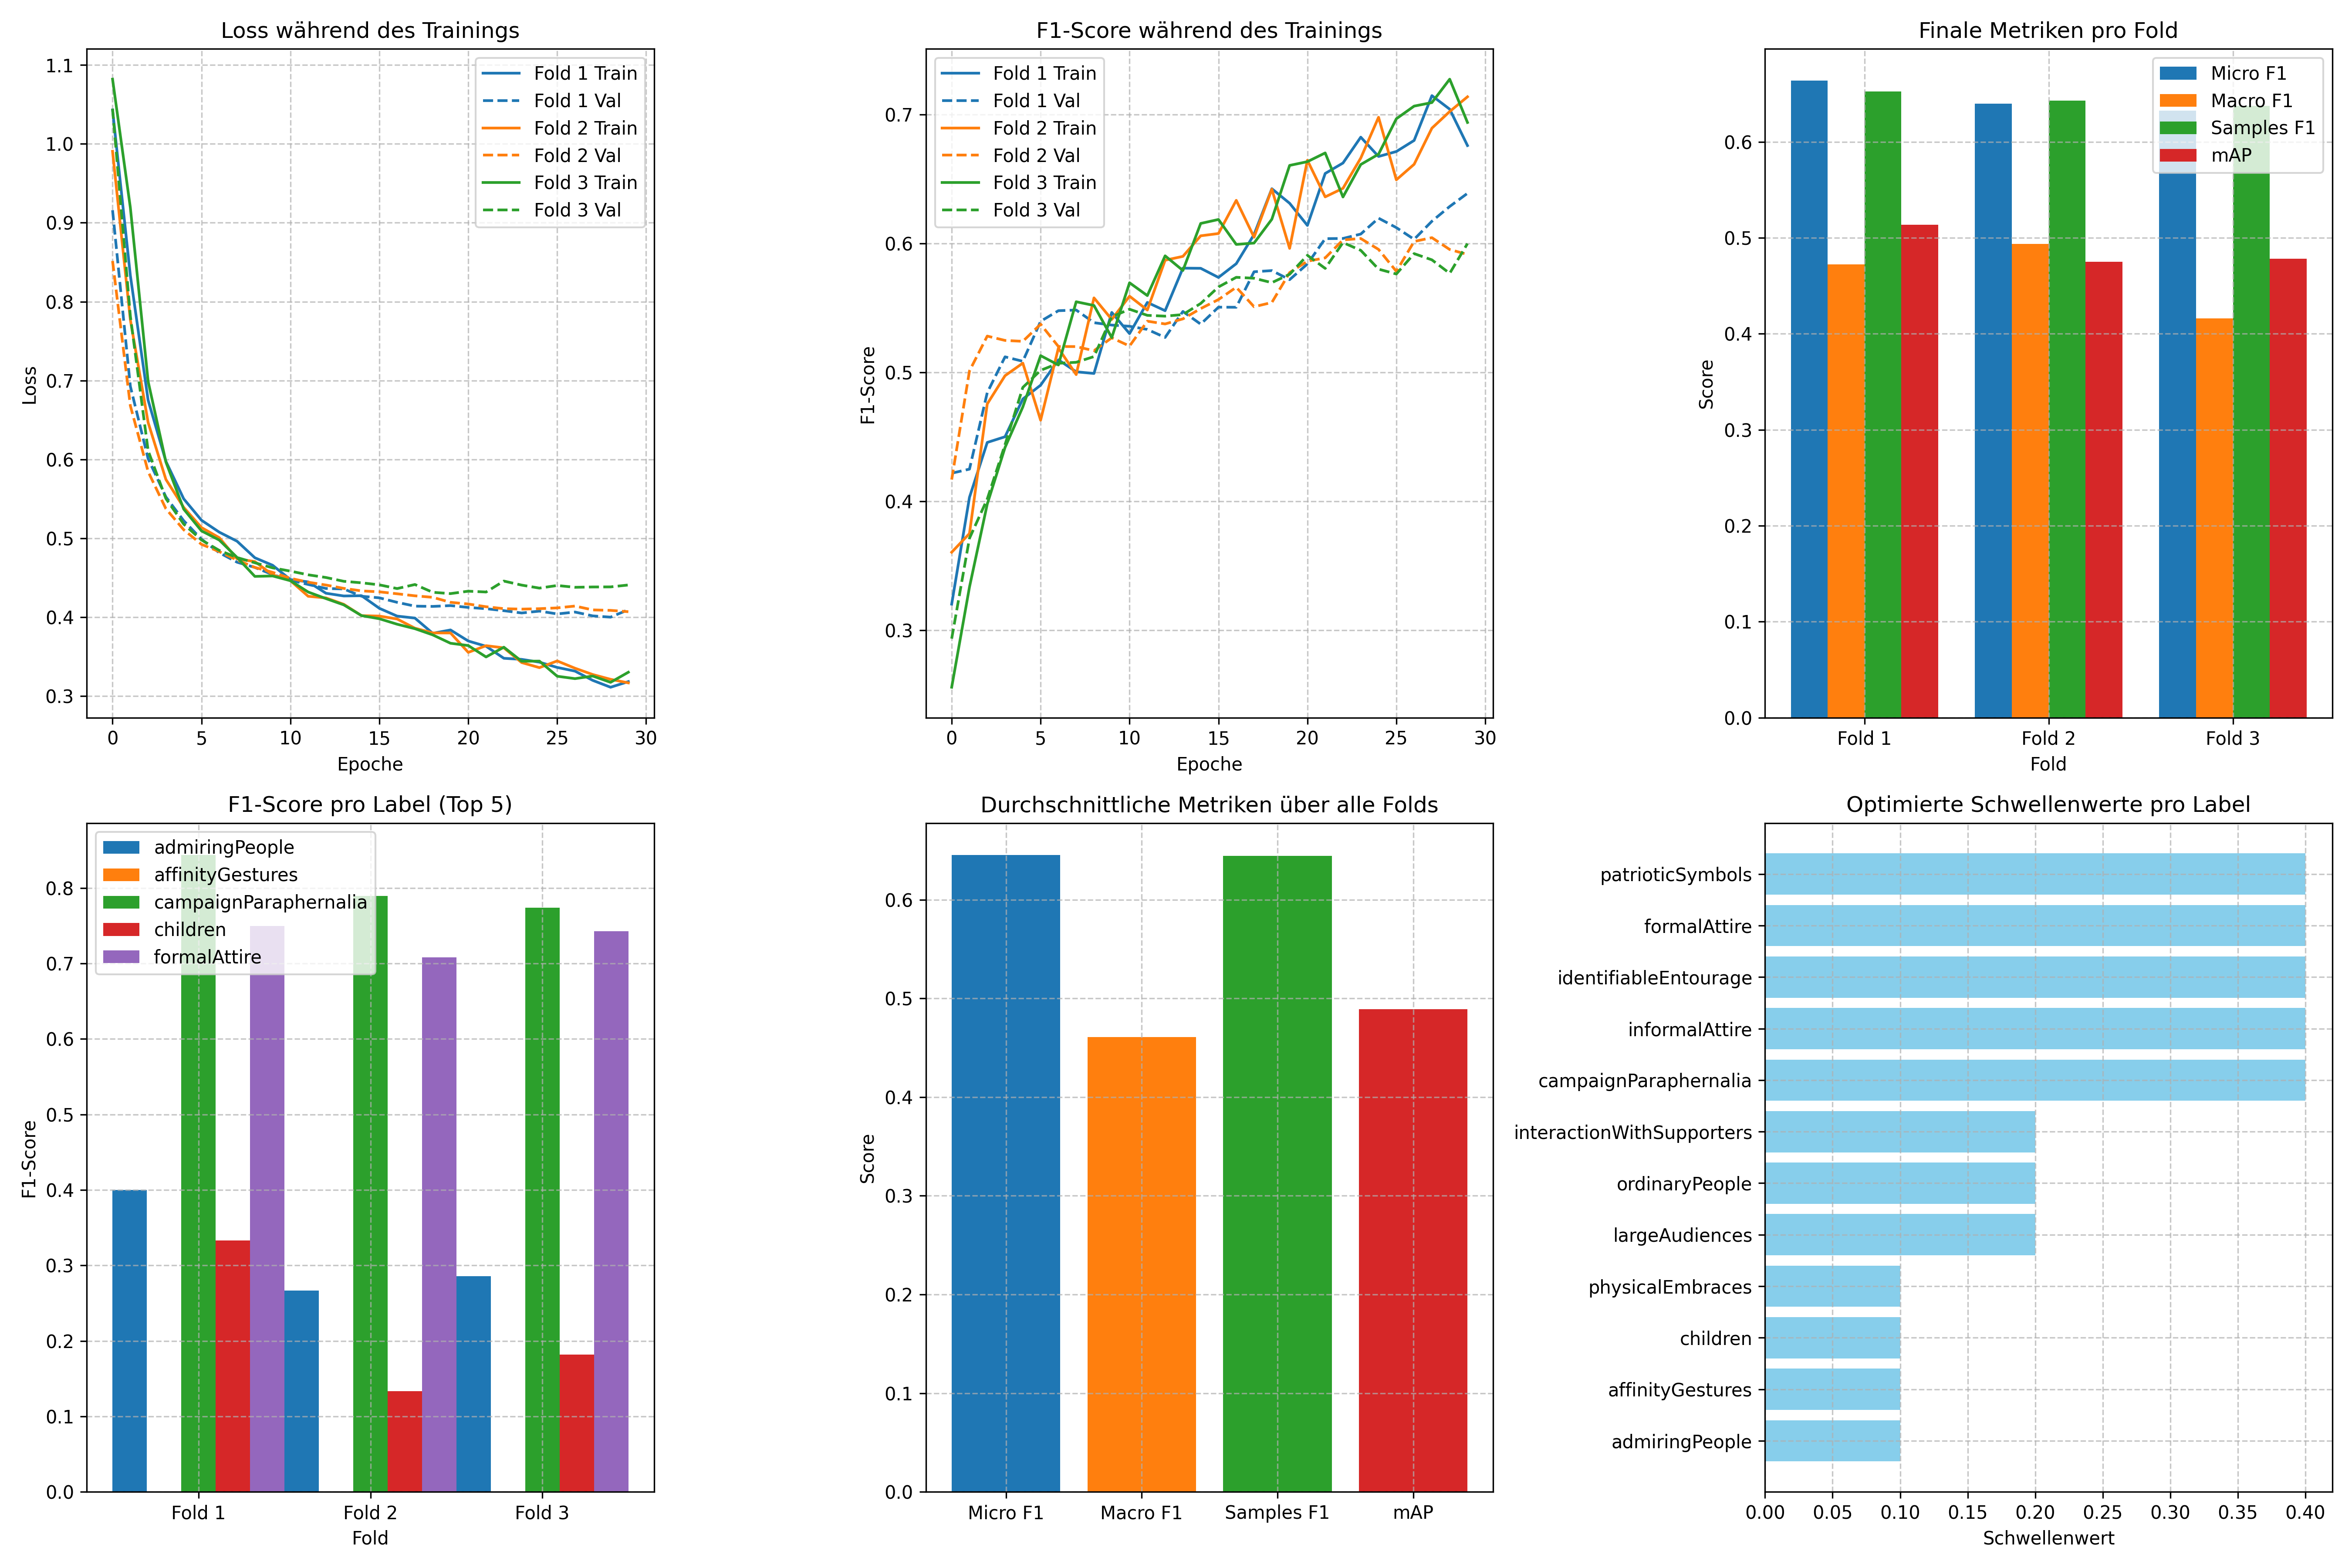 Loss während des Trainings
1.1
1.0
0.9
0.8
0.7
0.6
0.5
0.4
0.3
Loss
0 5 10 15 20 25 30
Epoche
Fold 1 Train
Fold 1 Val
Fold 2 Train
Fold 2 Val
Fold 3 Train
Fold 3 Val
F1-Score während des Trainings
0.7
0.6
0.5
0.4
0.3
F1-Score
0 5 10 15 20 25 30
Epoche
Fold 1 Train
Fold 1 Val
Fold 2 Train
Fold 2 Val
Fold 3 Train
Fold 3 Val
Finale Metriken pro Fold
0.6
0.5
0.4
0.3
0.2
0.1
0.0
Score
Fold 1 Fold 2 Fold 3
Fold
Micro F1
Macro F1
Samples F1
mAP
F1-Score pro Label (Top 5)
0.8
0.7
0.6
0.5
0.4
0.3
0.2
0.1
0.0
F1-Score
Fold 1 Fold 2 Fold 3
Fold
admiringPeople
affinityGestures
campaignParaphernalia
children
formalAttire
Durchschnittliche Metriken über alle Folds
0.6
0.5
0.4
0.3
0.2
0.1
0.0
Score
Micro F1 Macro F1 Samples F1 mAP
Optimierte Schwellenwerte pro Label
patrioticSymbols
formalAttire
identifiableEntourage
informalAttire
campaignParaphernalia
interactionWithSupporters
ordinaryPeople
largeAudiences
physicalEmbraces
children
affinityGestures
admiringPeople
0.00 0.05 0.10 0.15 0.20 0.25 0.30 0.35 0.40
Schwellenwert